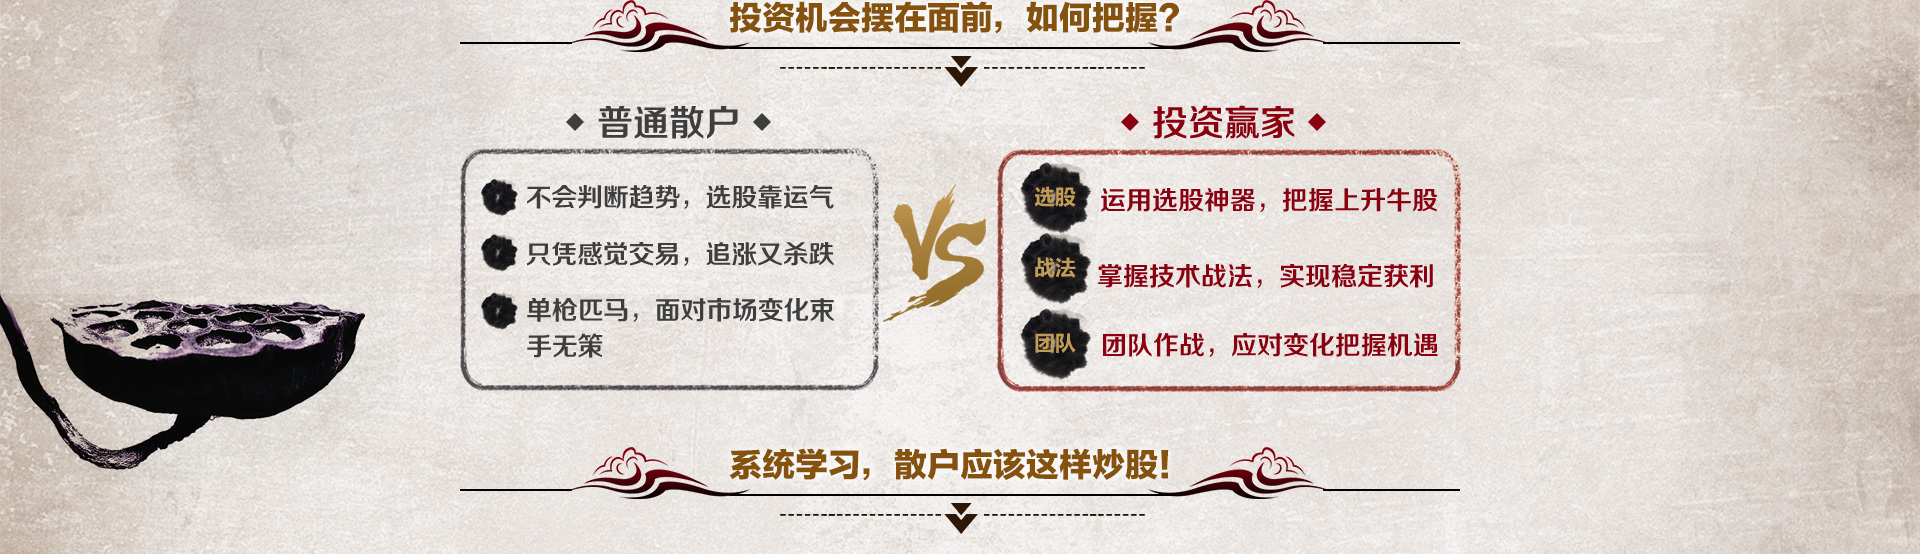 投资机会摆在面前，如何把握？
普通散户
不会判断趋势，选股靠运气
只凭感觉交易，追涨又杀跌
单枪匹马，面对市场变化束
手无策
VS
投资赢家
选股 运用选股神器，把握上升牛股
战法 掌握技术战法，实现稳定获利
团队 团队作战，应对变化把握机遇
系统学习，散户应该这样炒股!